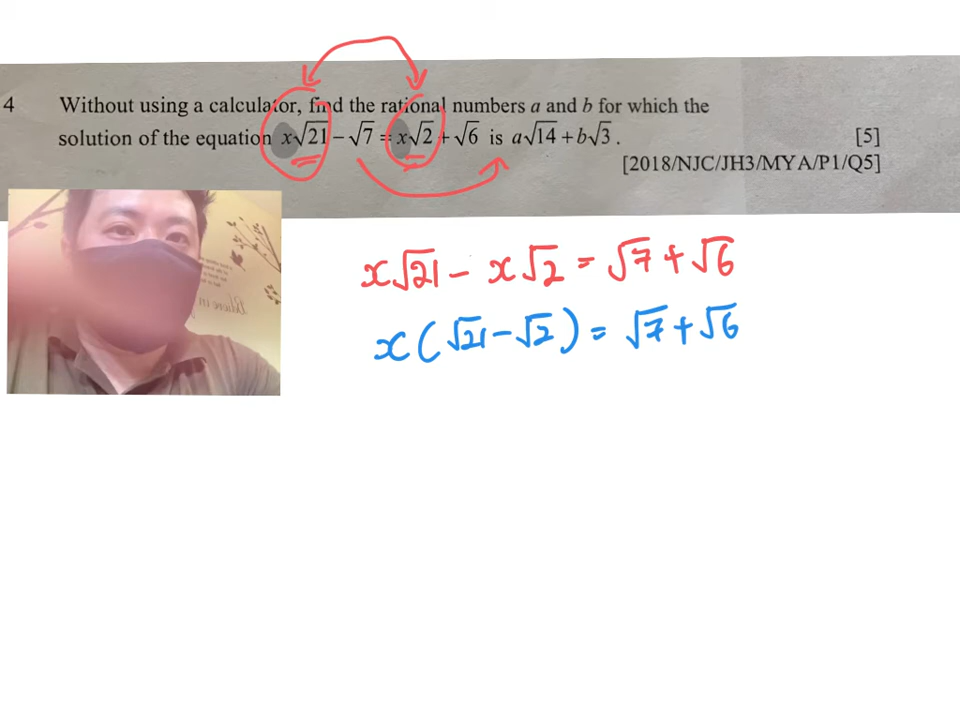 4 Without using a calculator, find the rational numbers a and b for which the
solution of the equation x√21 − √7 = x√2 + √6 is a√14 + b√3. [5]
[2018/NJC/JH3/MYA/P1/Q5]
x√21 − x√2 = √7 + √6
x(√21 − √2) = √7 + √6